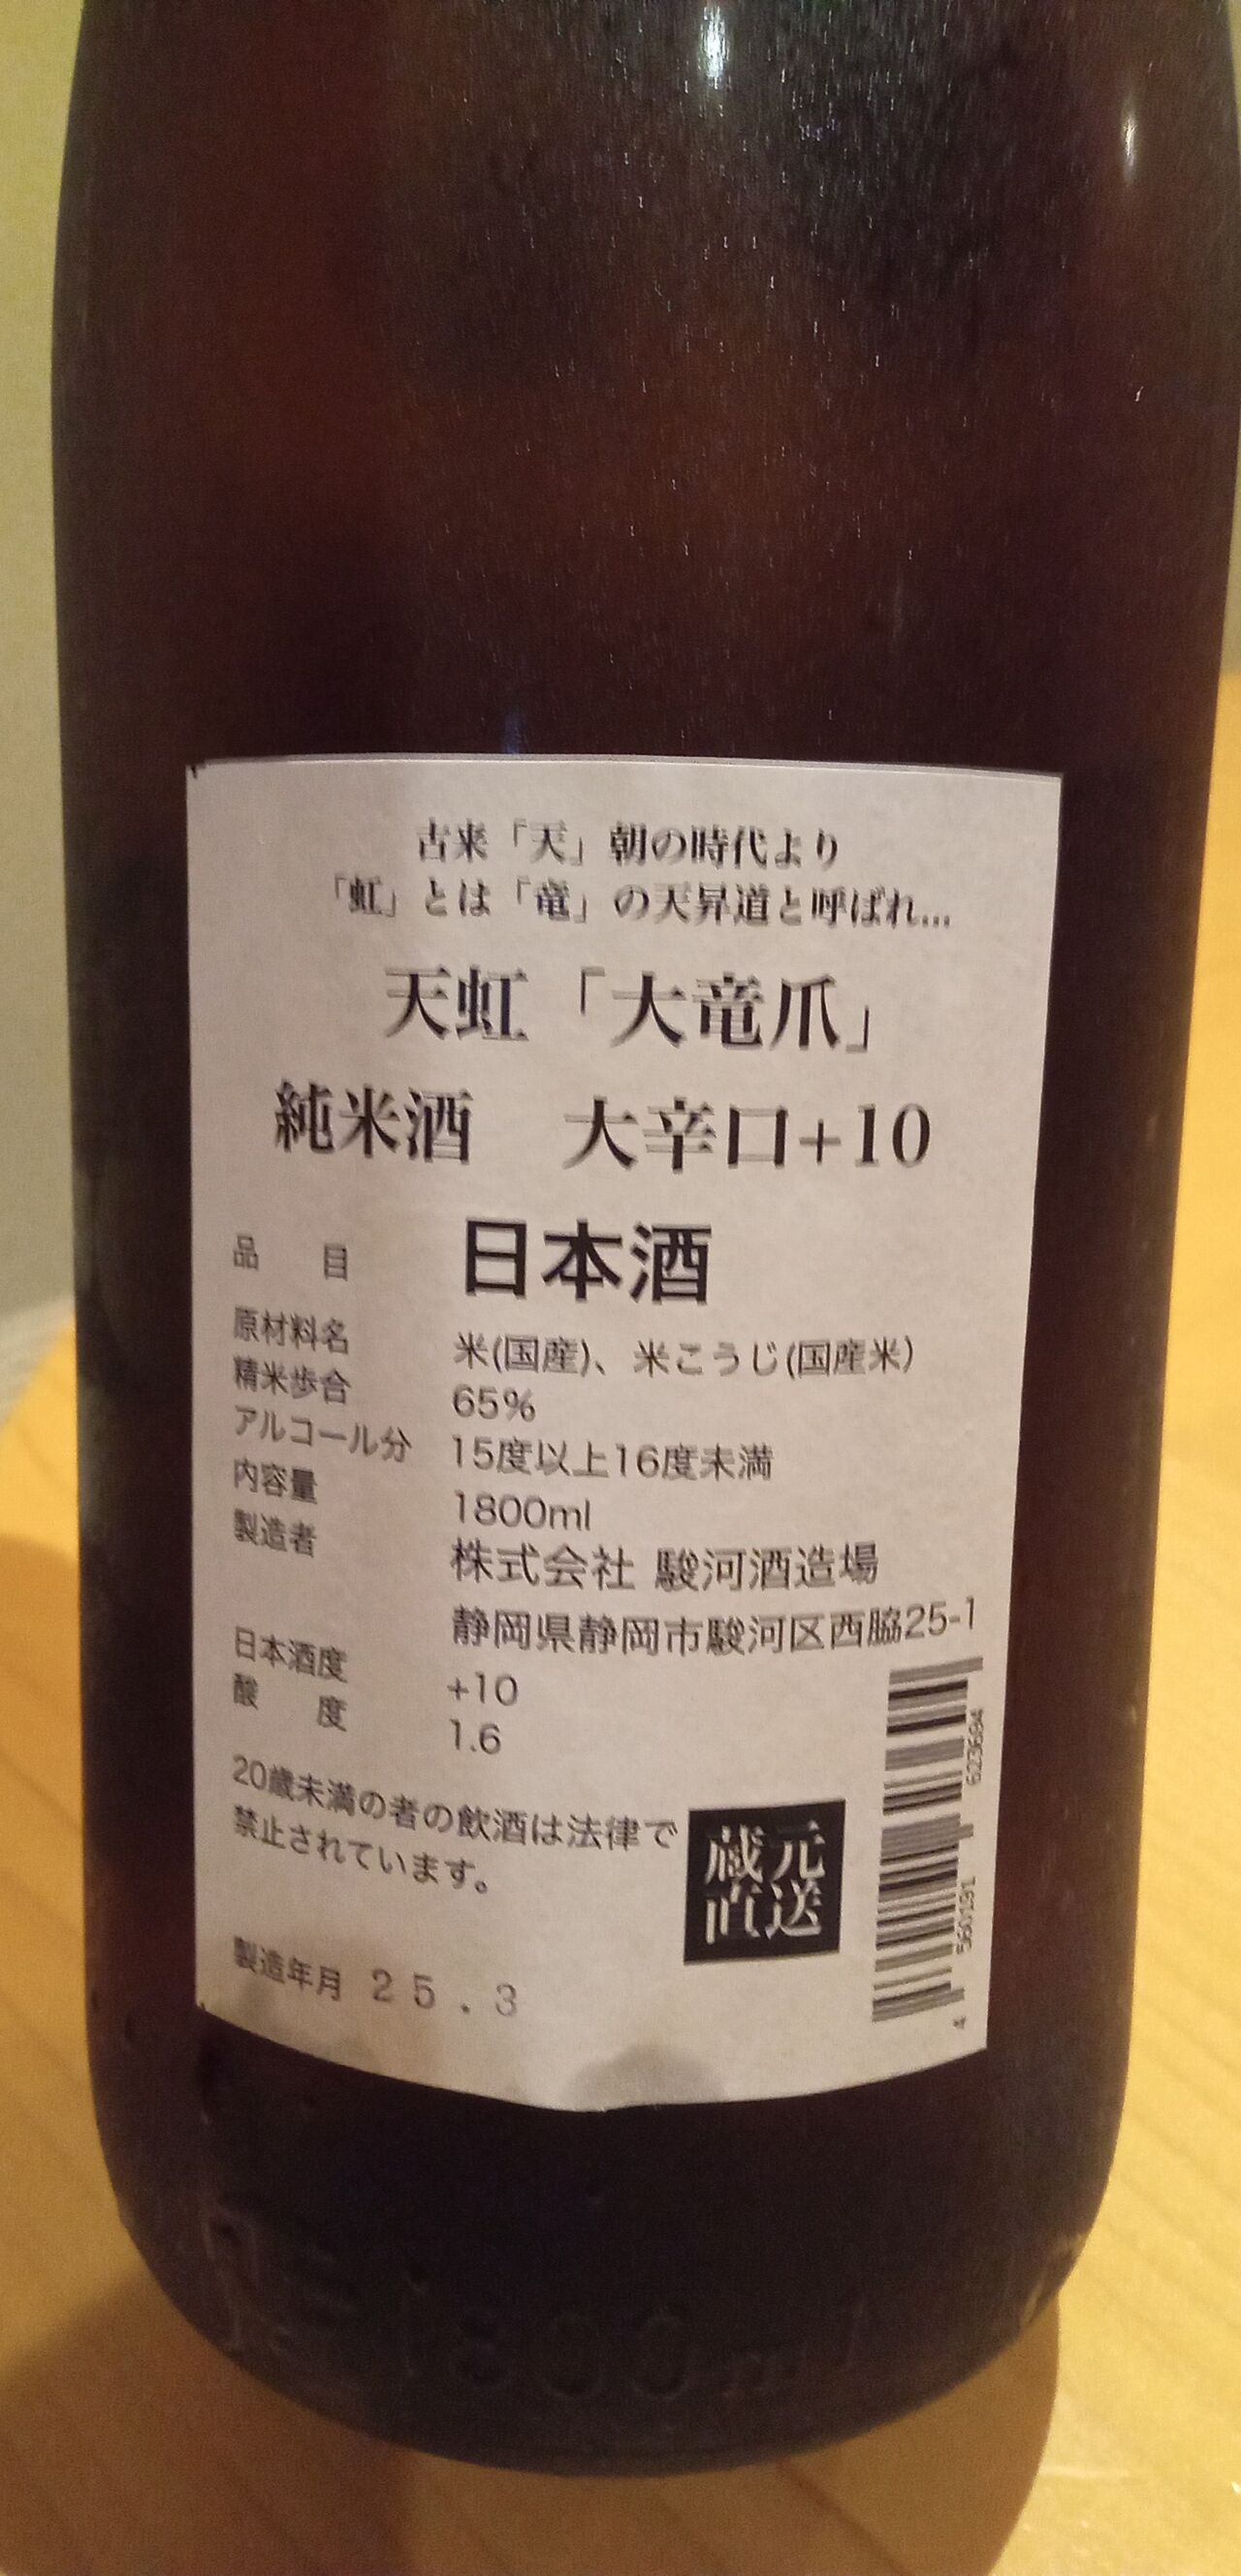 古来「天」朝の時代より
「虹」とは「竜」の天昇道と呼ばれ...
天虹「大竜爪」
純米酒　大辛口+10
品　目　日本酒
原材料名　米(国産)、米こうじ(国産米)
精米歩合　65%
アルコール分　15度以上16度未満
内容量　1800ml
製造者　株式会社 駿河酒造場
静岡県静岡市駿河区西脇25-1
日本酒度　+10
酸　度　1.6
20歳未満の者の飲酒は法律で
禁止されています。
蔵元
直送
製造年月 25.3
4 560191 623694
1800ml